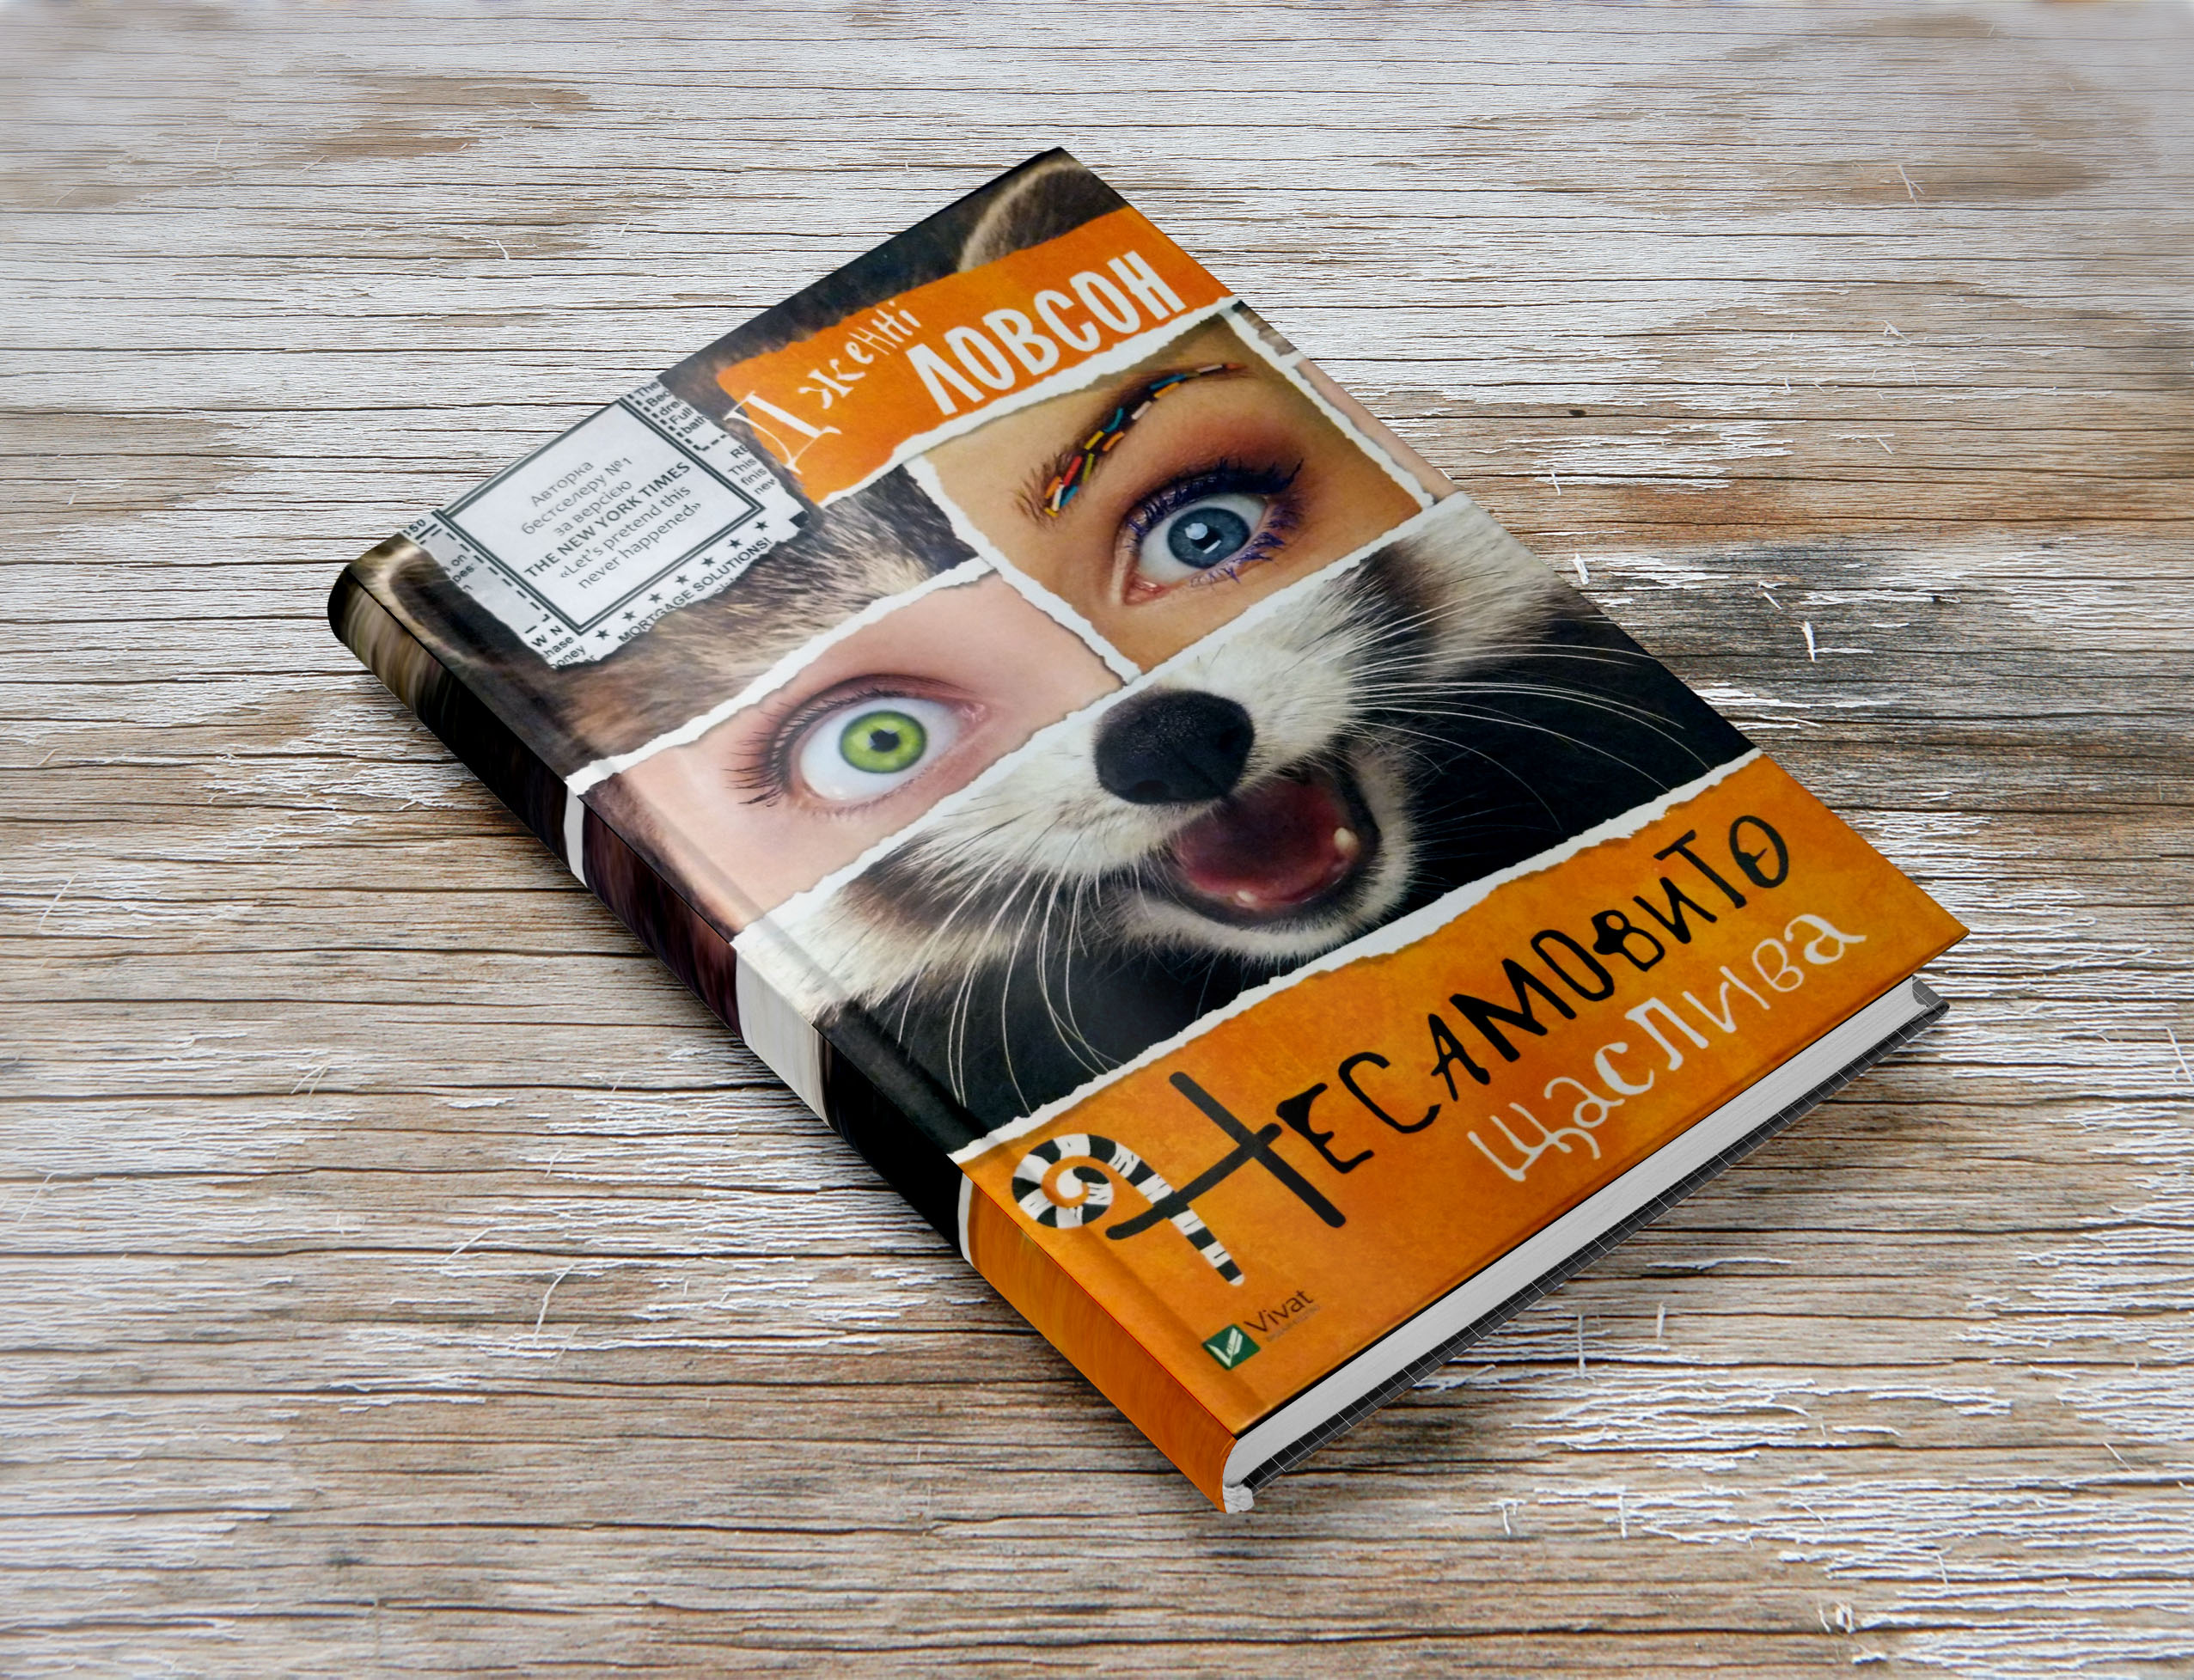 Дженні
ЛОВСОН
Авторка
бестселеру №1
за версією
THE NEW YORK TIMES
«Let's pretend this
never happened»
MORTGAGE SOLUTIONS!
НЕСАМОВИТО
щаслива
Vivat